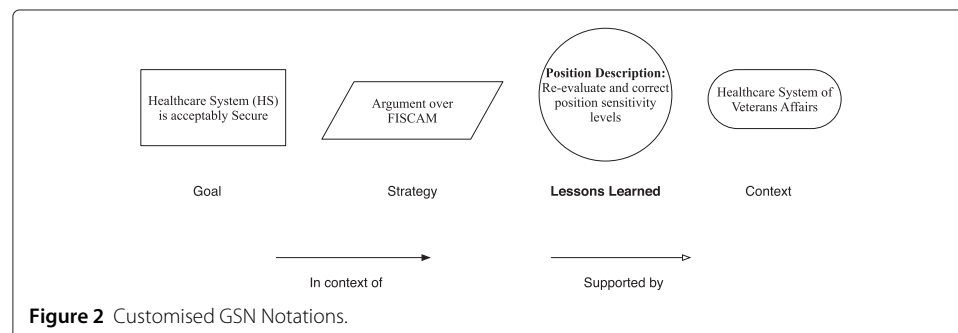 Healthcare System (HS)
is acceptably Secure
Argument over
FISCAM
Position Description:
Re-evaluate and correct
position sensitivity
levels
Healthcare System of
Veterans Affairs
Goal
Strategy
Lessons Learned
Context
In context of
Supported by
Figure 2 Customised GSN Notations.